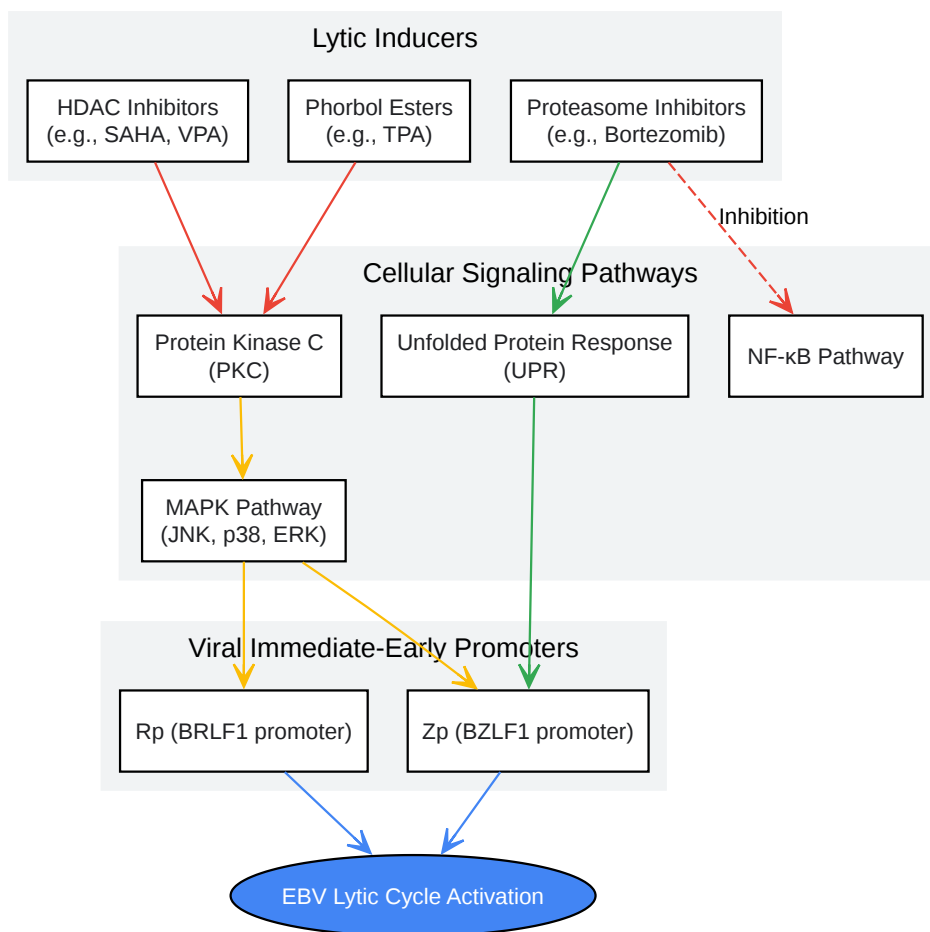 Lytic Inducers
HDAC Inhibitors
(e.g., SAHA, VPA)
Phorbol Esters
(e.g., TPA)
Proteasome Inhibitors
(e.g., Bortezomib)
Inhibition
Cellular Signaling Pathways
Protein Kinase C
(PKC)
Unfolded Protein Response
(UPR)
NF-κB Pathway
MAPK Pathway
(JNK, p38, ERK)
Viral Immediate-Early Promoters
Rp (BRLF1 promoter)
Zp (BZLF1 promoter)
EBV Lytic Cycle Activation